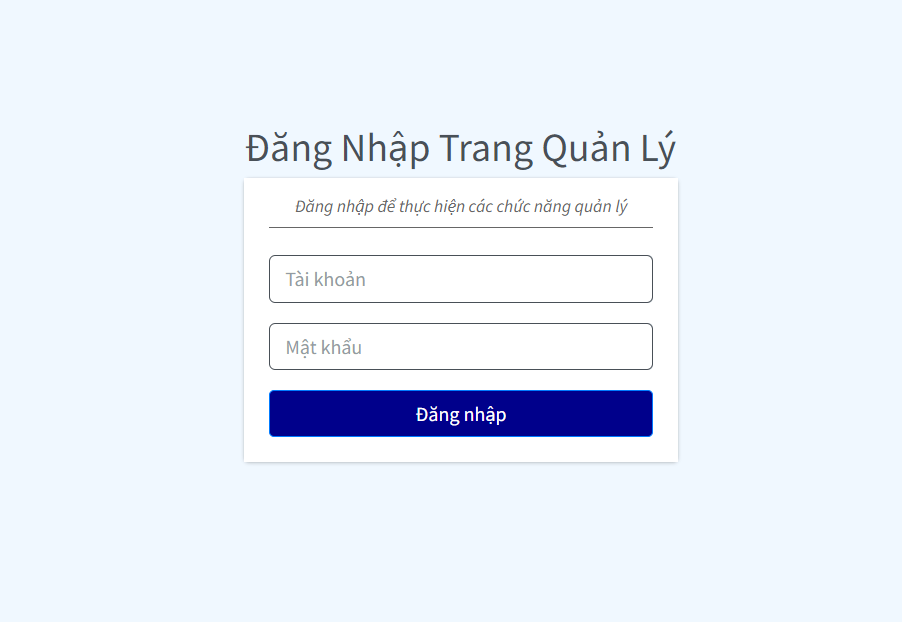 Đăng Nhập Trang Quản Lý
Đăng nhập để thực hiện các chức năng quản lý
Tài khoản
Mật khẩu
Đăng nhập